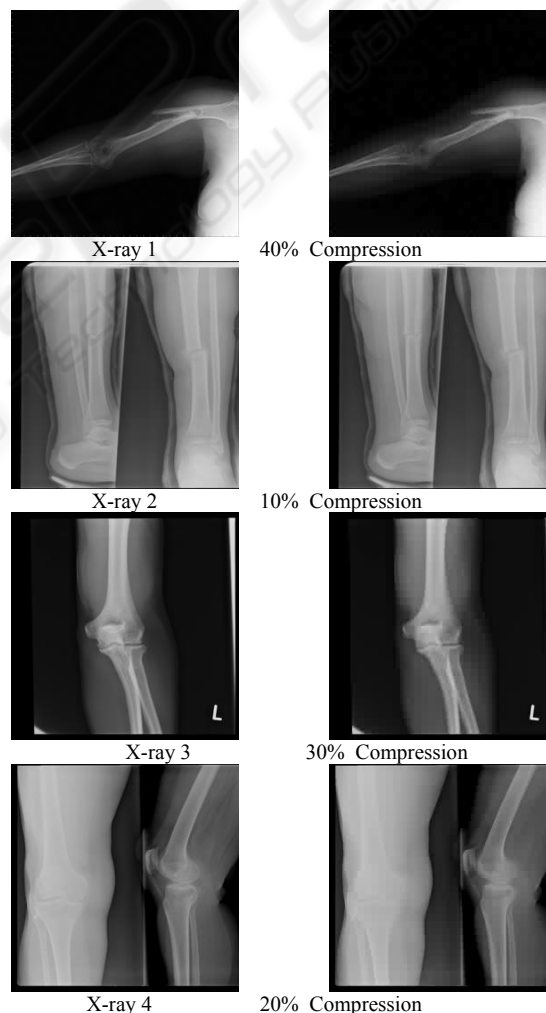 X-ray 1 40% Compression
X-ray 2 10% Compression
L L
X-ray 3 30% Compression
X-ray 4 20% Compression